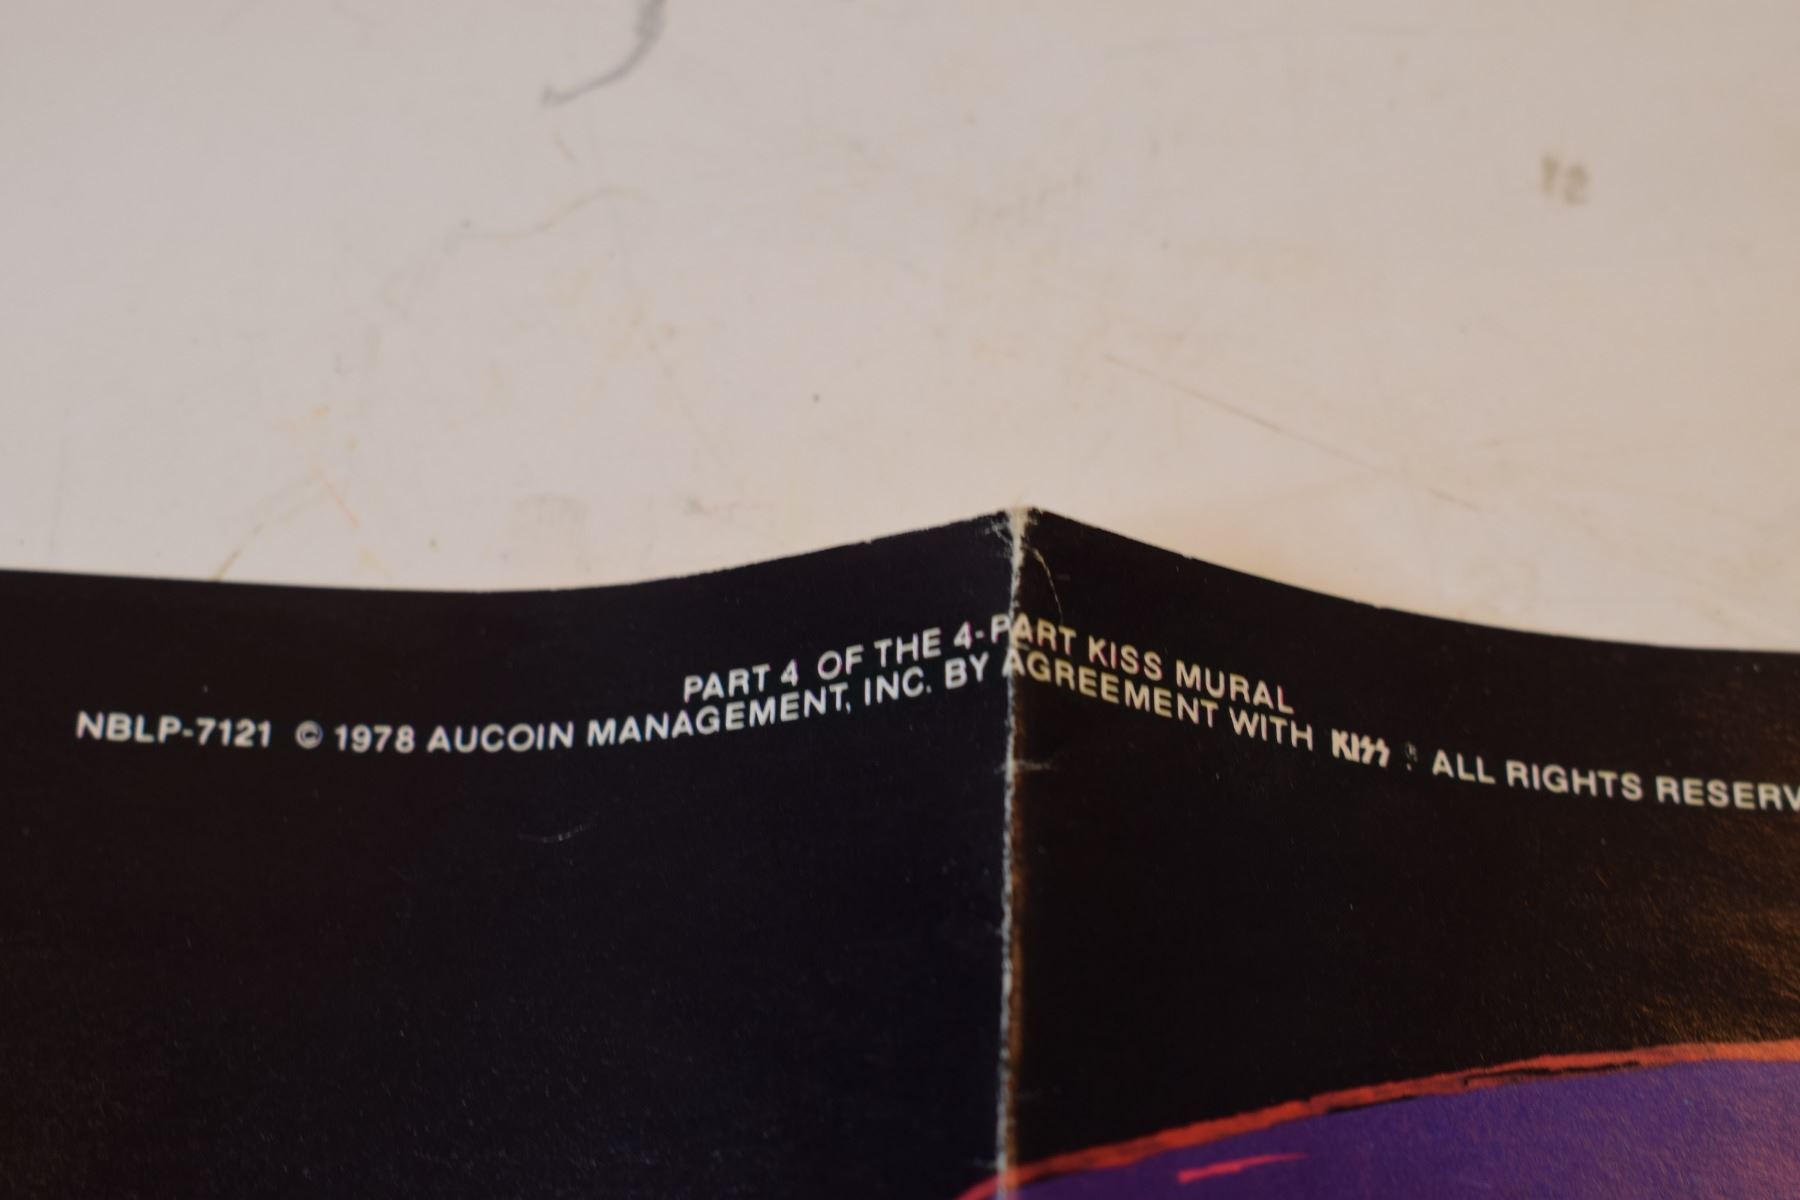 PART 4 OF THE 4-PART KISS MURAL
NBLP-7121 © 1978 AUCOIN MANAGEMENT, INC. BY AGREEMENT WITH KISS ALL RIGHTS RESERV